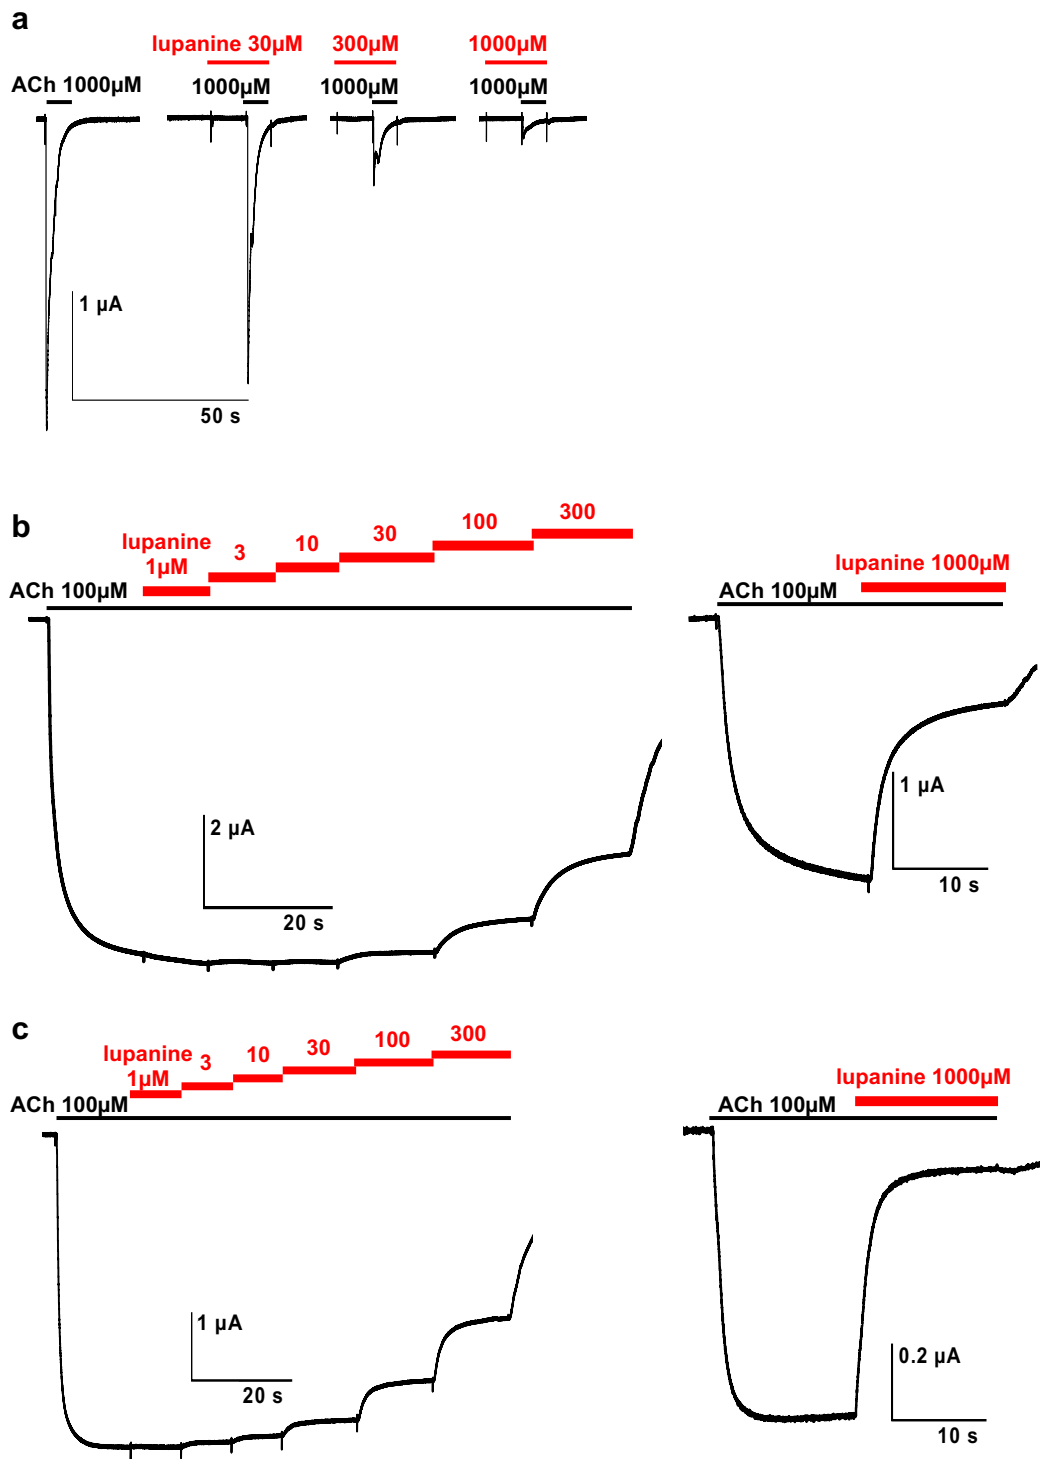 a
lupanine 30µM 300µM 1000µM
ACh 1000µM 1000µM 1000µM 1000µM
1 µA
50 s
b
lupanine 1µM 3 10 30 100 300
ACh 100µM
2 µA
20 s
lupanine 1000µM
ACh 100µM
1 µA
10 s
c
lupanine 1µM 3 10 30 100 300
ACh 100µM
1 µA
20 s
lupanine 1000µM
ACh 100µM
0.2 µA
10 s